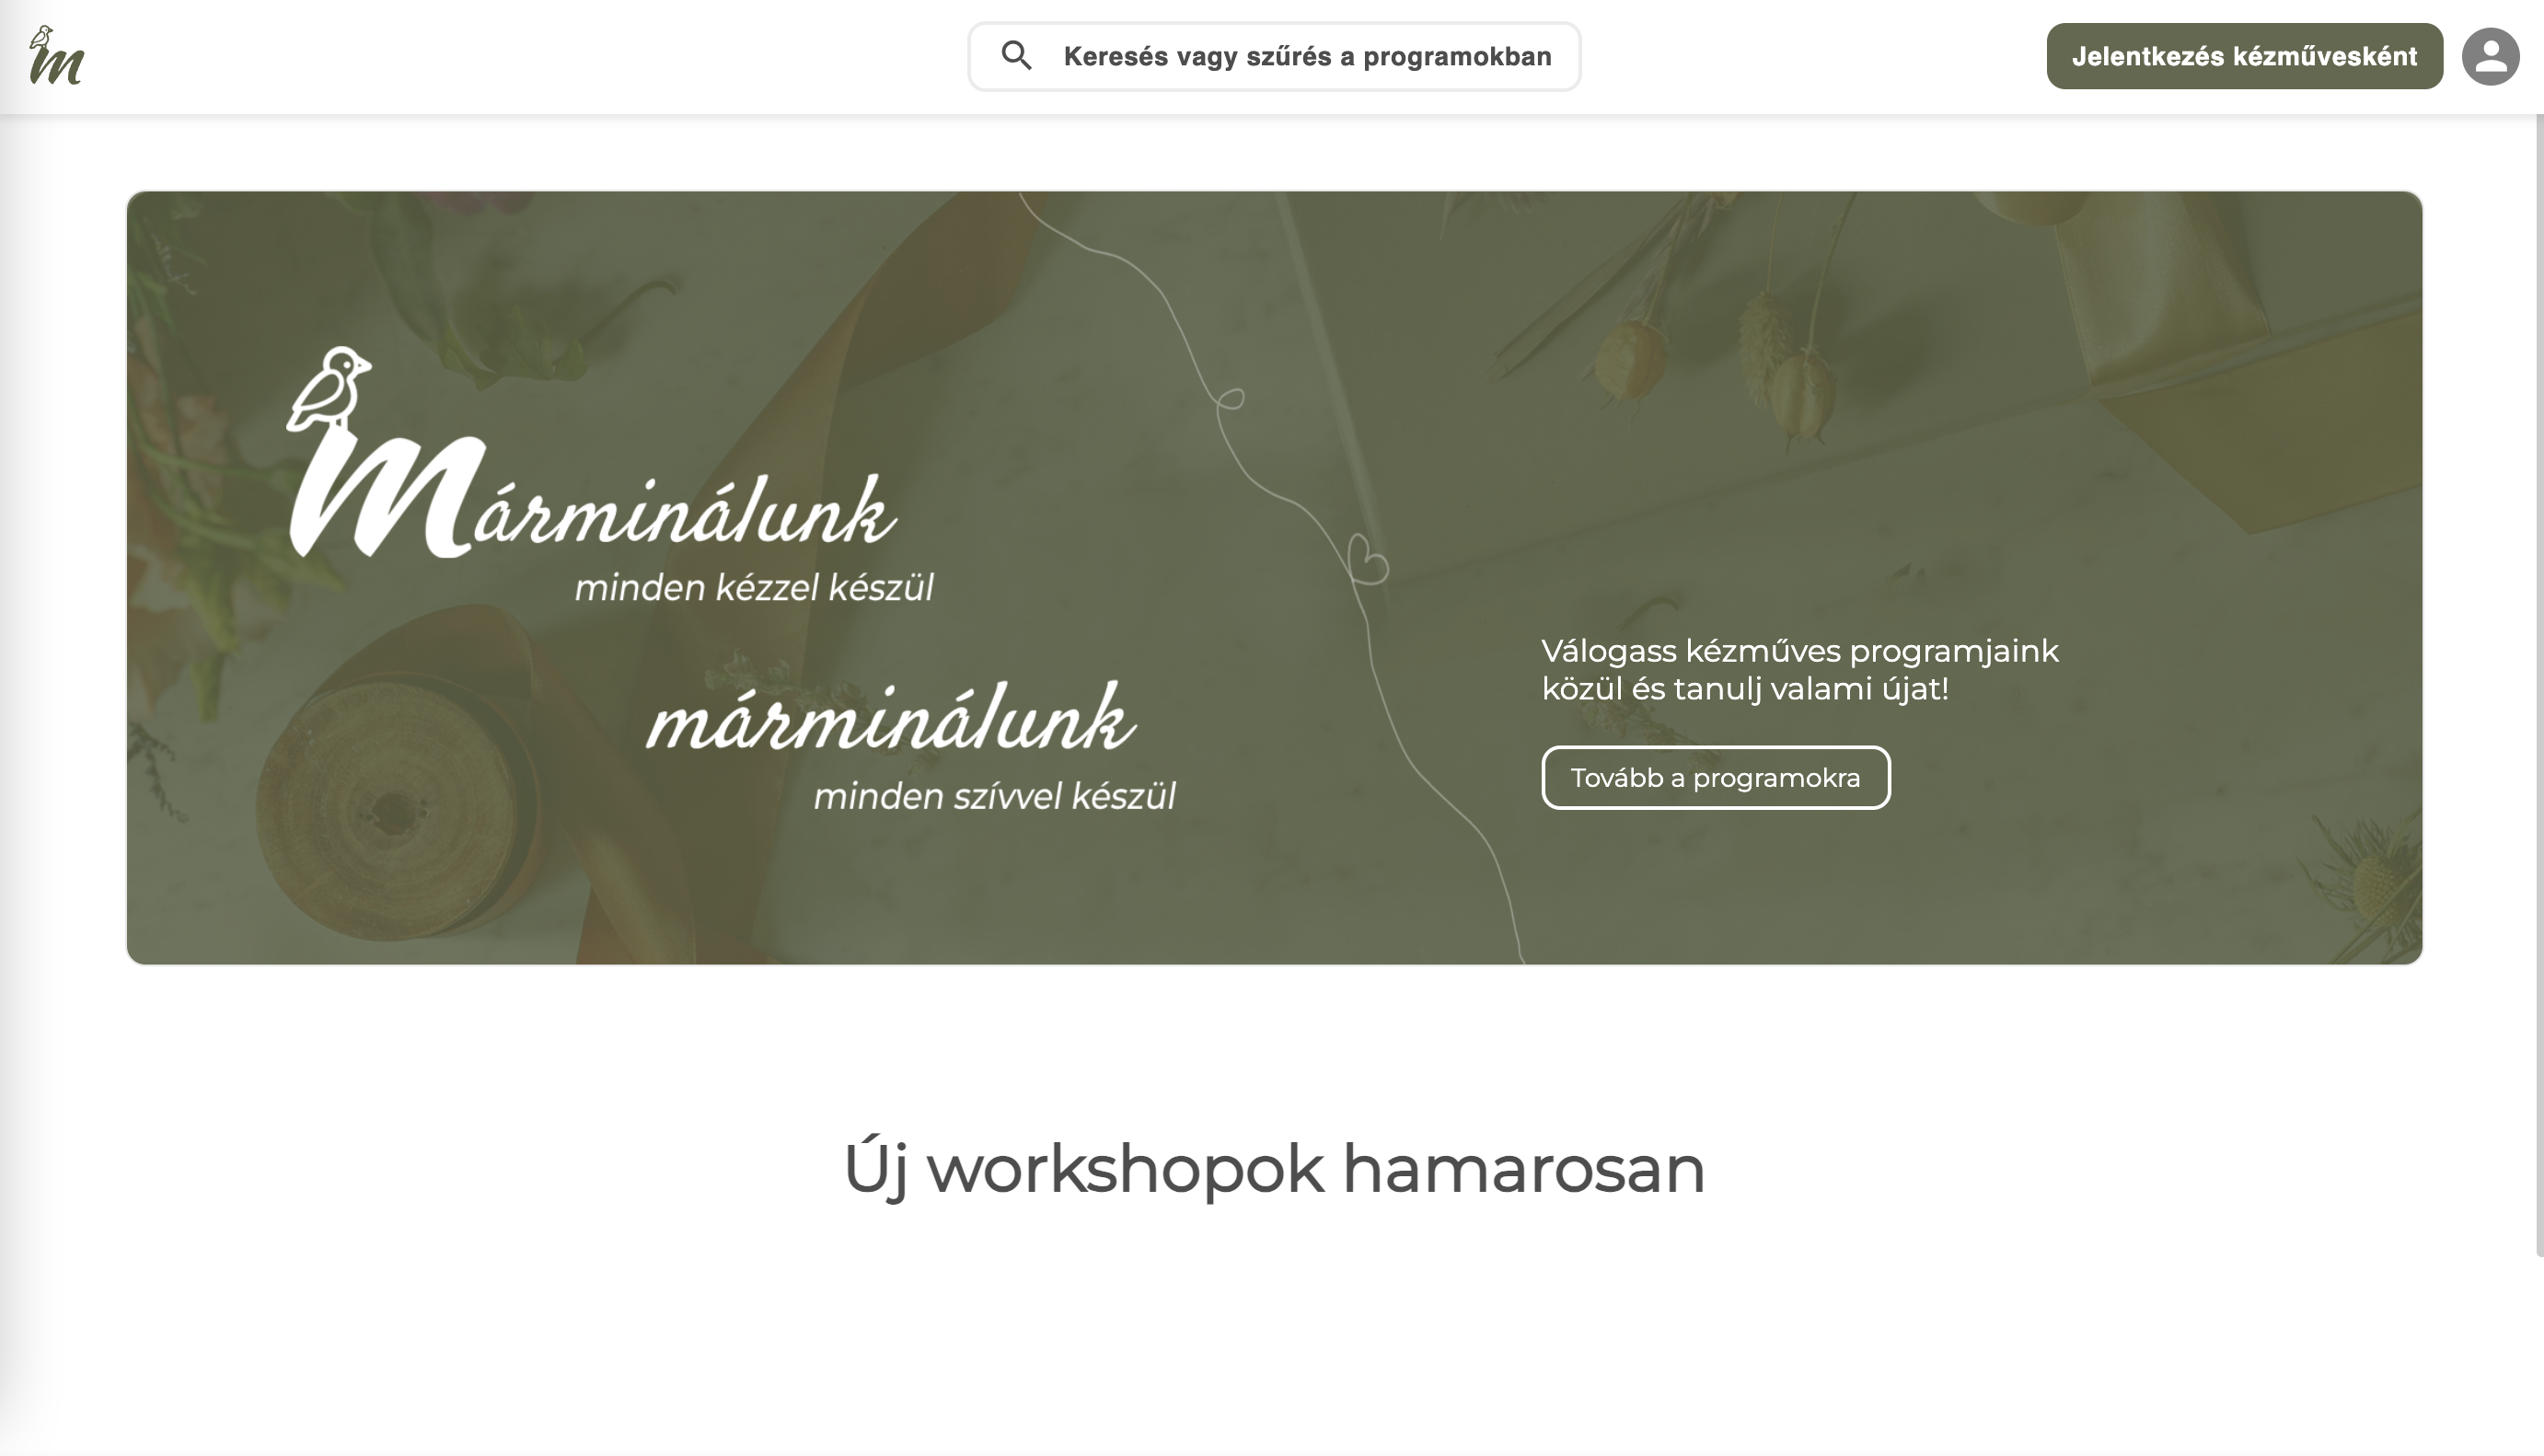 m
Keresés vagy szűrés a programokban
Jelentkezés kézművesként
Márminálunk
minden kézzel készül
márminálunk
minden szívvel készül
Válogass kézműves programjaink
közül és tanulj valami újat!
Tovább a programokra
Új workshopok hamarosan